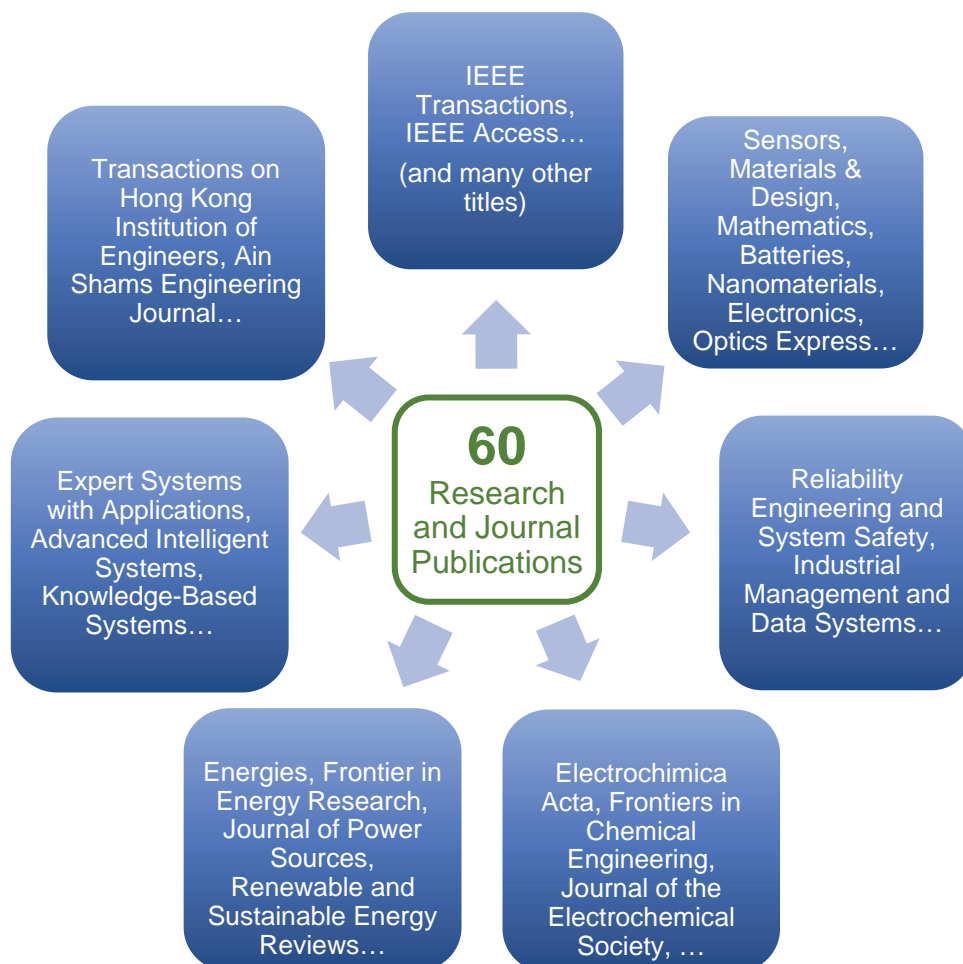 IEEE
Transactions,
IEEE Access…
(and many other
titles)
Sensors,
Materials &
Design,
Mathematics,
Batteries,
Nanomaterials,
Electronics,
Optics Express…
Transactions on
Hong Kong
Institution of
Engineers, Ain
Shams Engineering
Journal…
60
Research
and Journal
Publications
Reliability
Engineering and
System Safety,
Industrial
Management and
Data Systems…
Expert Systems
with Applications,
Advanced Intelligent
Systems,
Knowledge-Based
Systems…
Energies, Frontier in
Energy Research,
Journal of Power
Sources,
Renewable and
Sustainable Energy
Reviews…
Electrochimica
Acta, Frontiers in
Chemical
Engineering,
Journal of the
Electrochemical
Society, …